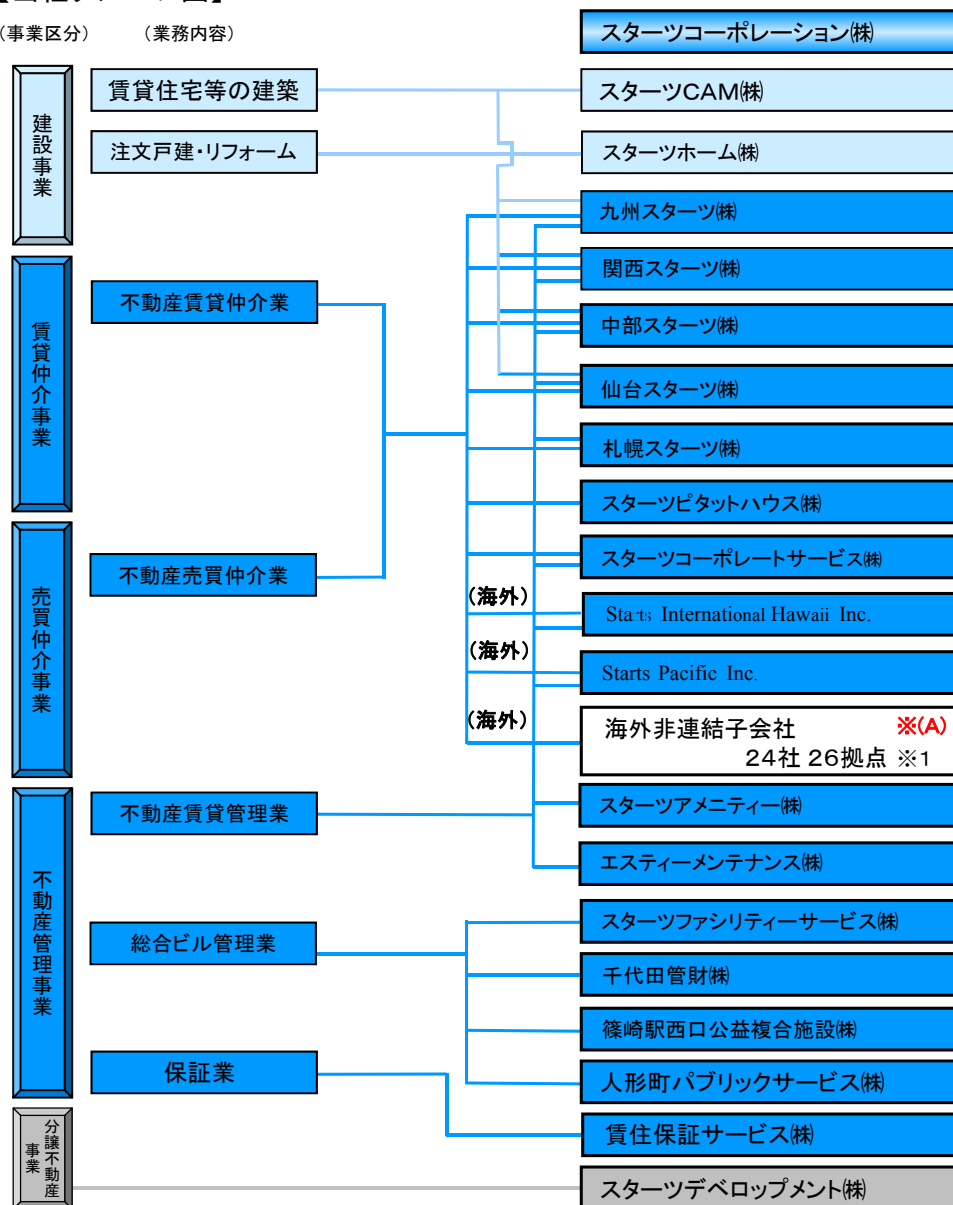 (事業区分)
(業務内容)
スターツコーポレーション㈱
建設事業
賃貸住宅等の建築
スターツCAM㈱
注文戸建・リフォーム
スターツホーム㈱
九州スターツ㈱
関西スターツ㈱
賃貸仲介事業
不動産賃貸仲介業
中部スターツ㈱
仙台スターツ㈱
札幌スターツ㈱
スターツピタットハウス㈱
売買仲介事業
不動産売買仲介業
スターツコーポレートサービス㈱
(海外)
Starts International Hawaii Inc.
(海外)
Starts Pacific Inc.
(海外)
海外非連結子会社 ※(A)
24社 26拠点 ※1
不動産管理事業
不動産賃貸管理業
スターツアメニティー㈱
エスティーメンテナンス㈱
総合ビル管理業
スターツファシリティーサービス㈱
千代田管財㈱
篠崎駅西口公益複合施設㈱
保証業
人形町パブリックサービス㈱
賃住保証サービス㈱
分譲不動産
事業
スターツデベロップメント㈱